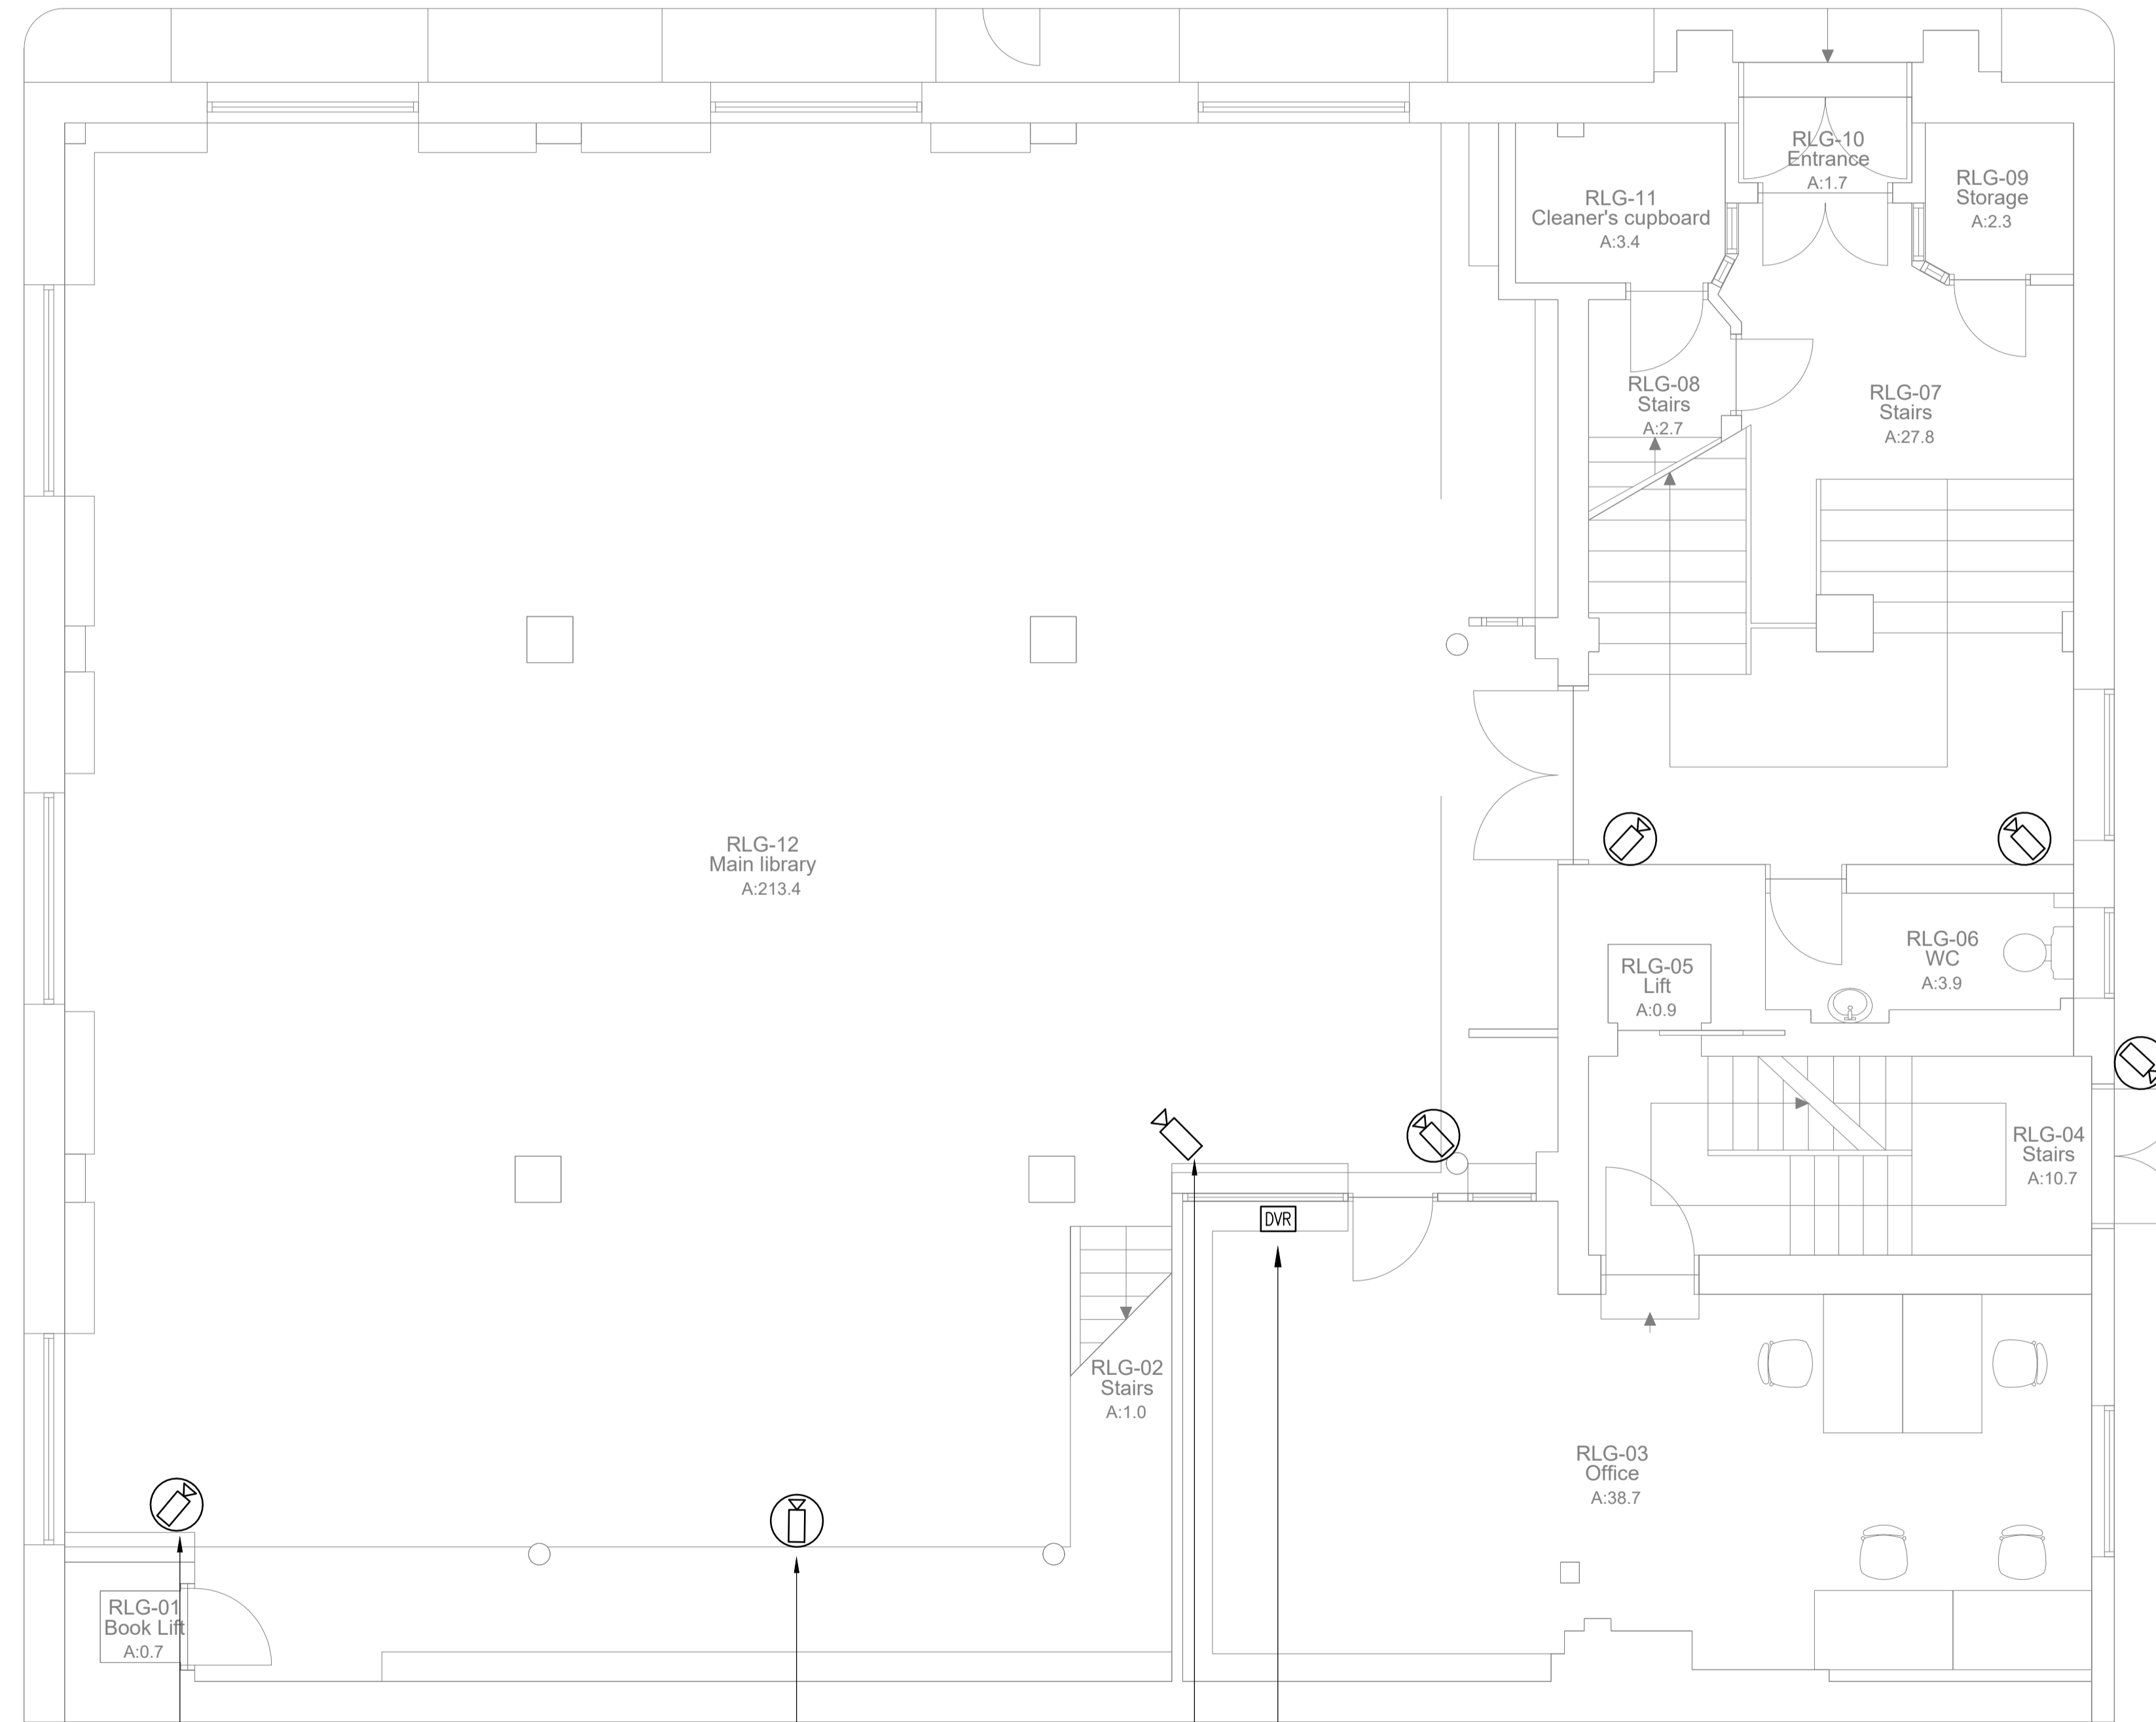 RLG-10
Entrance
A:1.7
RLG-09
Storage
A:2.3
RLG-11
Cleaner's cupboard
A:3.4
RLG-08
Stairs
A:2.7
RLG-07
Stairs
A:27.8
RLG-12
Main library
A:213.4
RLG-06
WC
A:3.9
RLG-05
Lift
A:0.9
RLG-04
Stairs
A:10.7
DVR
RLG-02
Stairs
A:1.0
RLG-03
Office
A:38.7
RLG-01
Book Lift
A:0.7